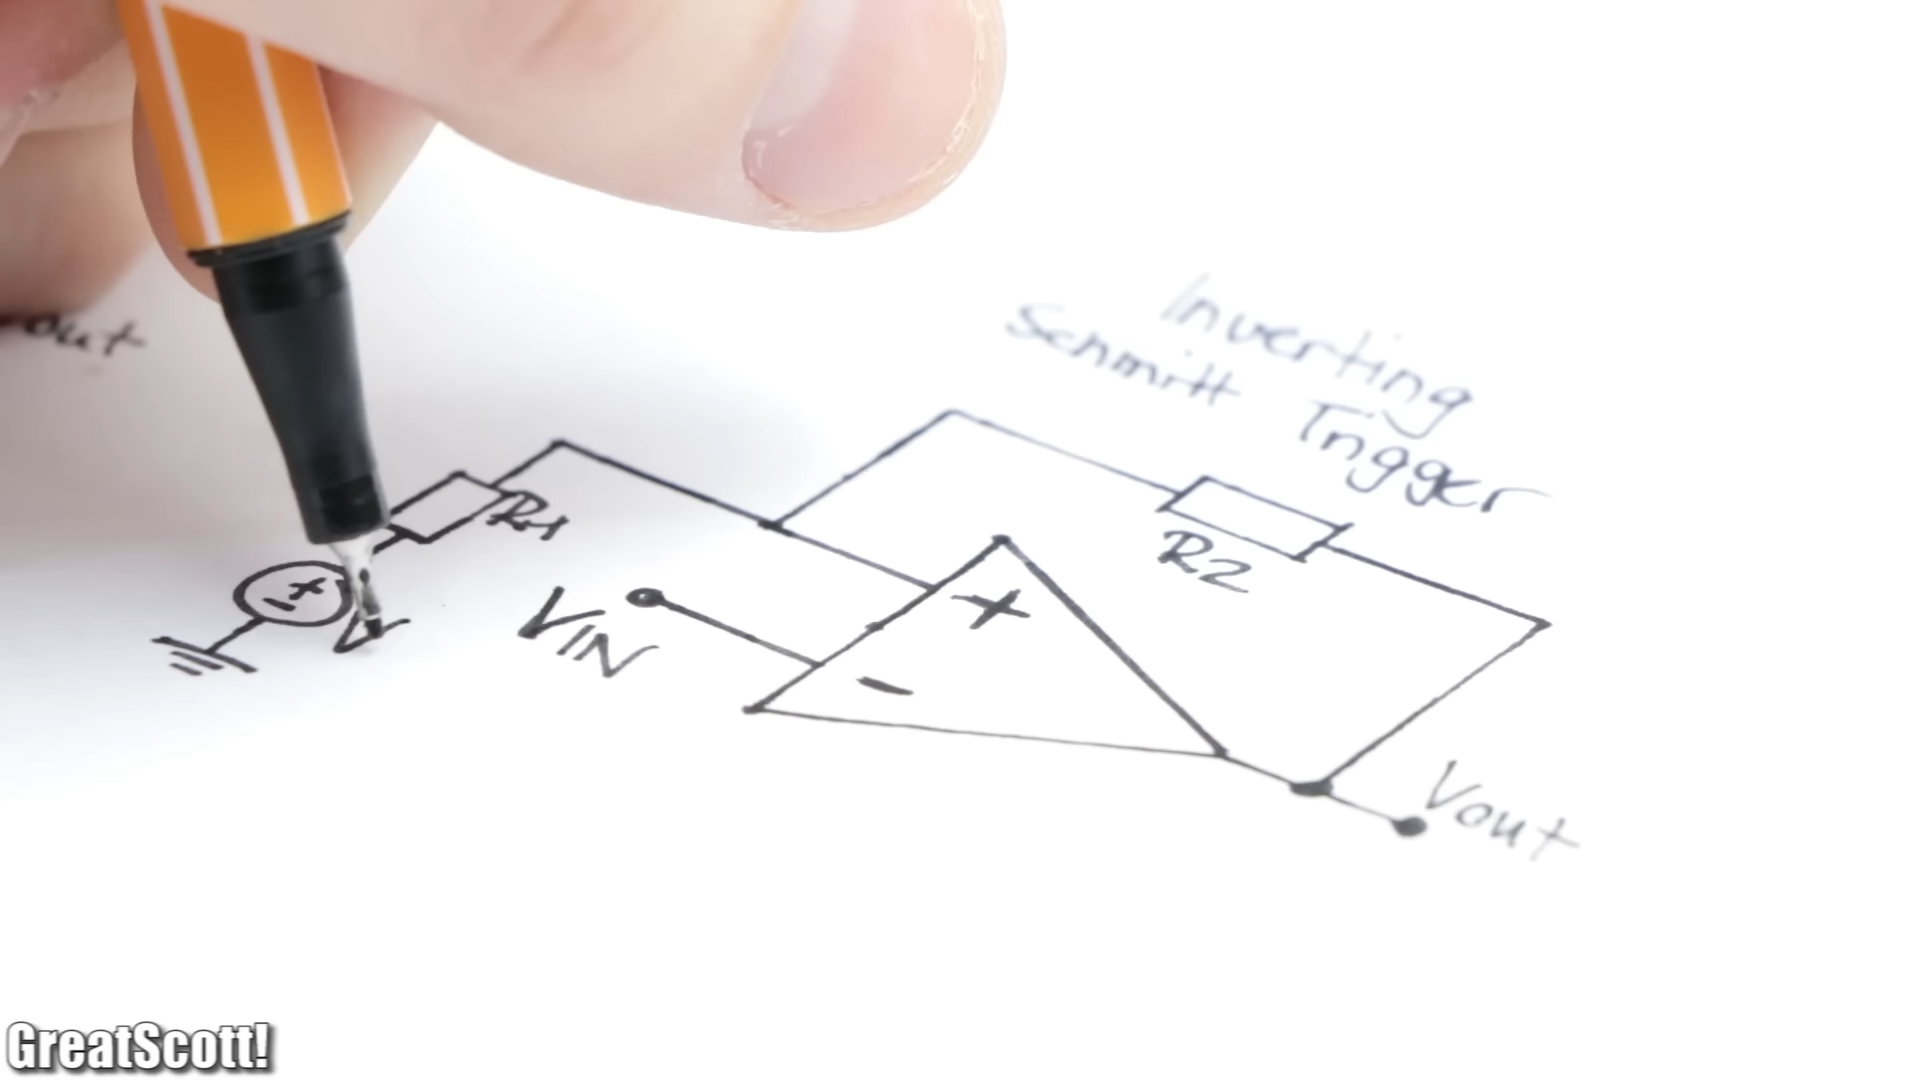 out
Inverting
Schmitt Trigger
R1
R2
+
-
+
-
VIN
Vout
GreatScott!